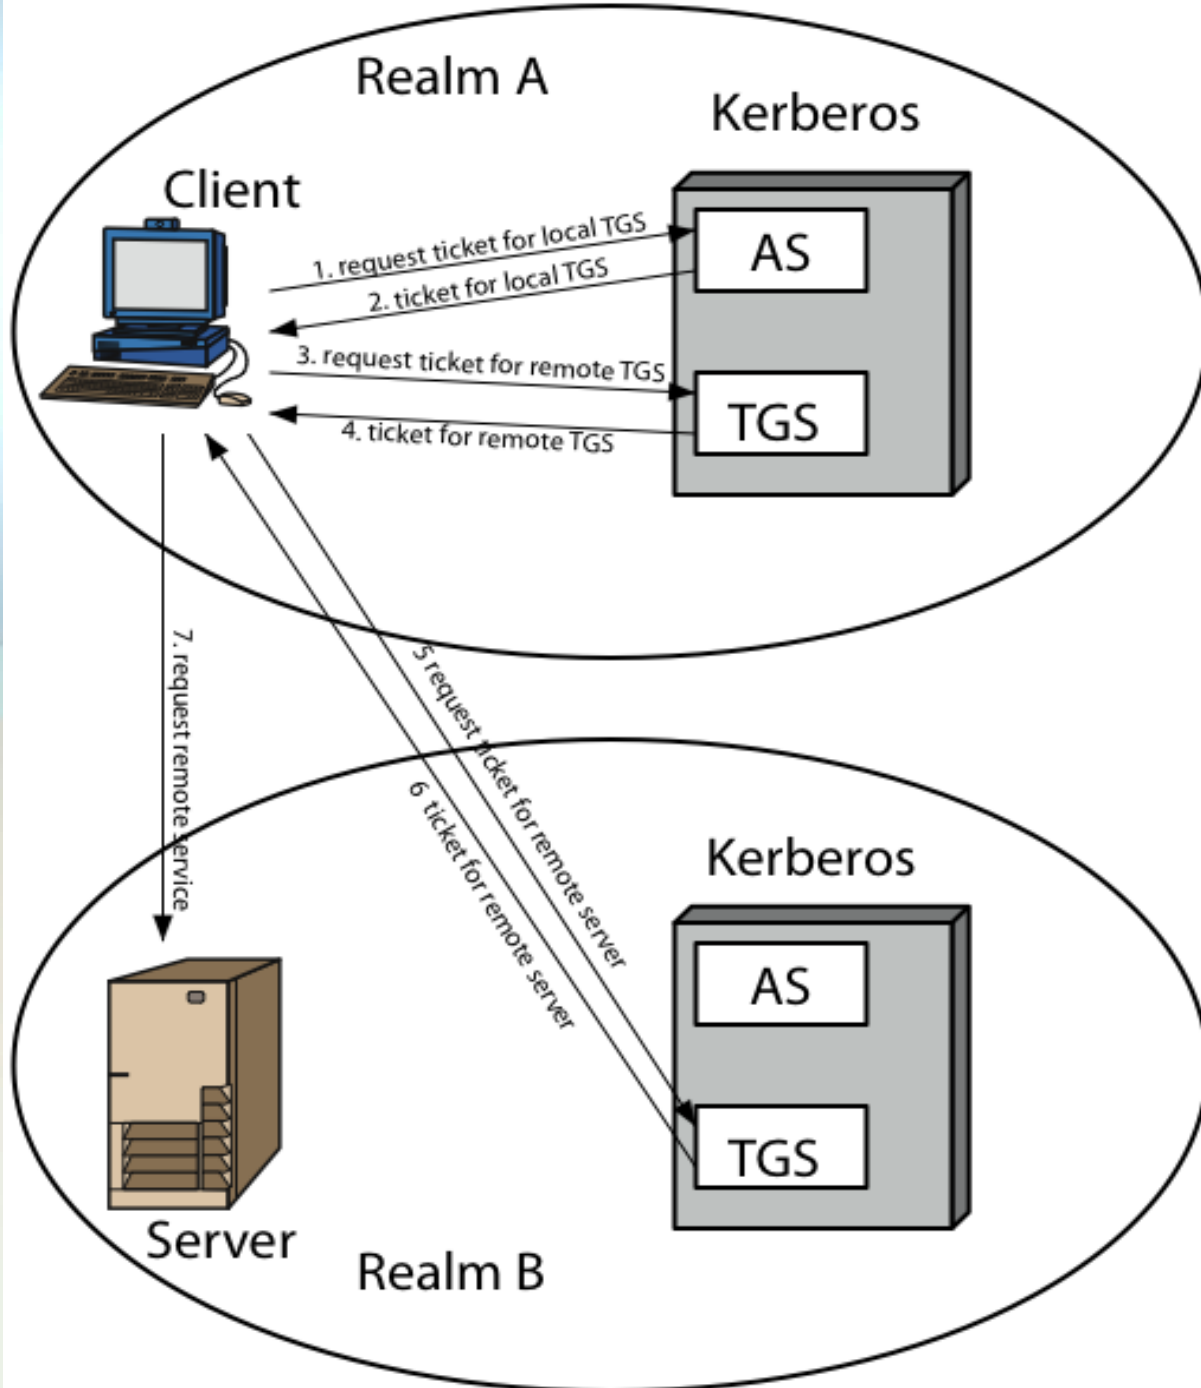 Realm A
Kerberos
Client
1. request ticket for local TGS
AS
2. ticket for local TGS
3. request ticket for remote TGS
TGS
4. ticket for remote TGS
5 request ticket for remote server
7. request remote service
6 ticket for remote server
Kerberos
AS
TGS
Server
Realm B